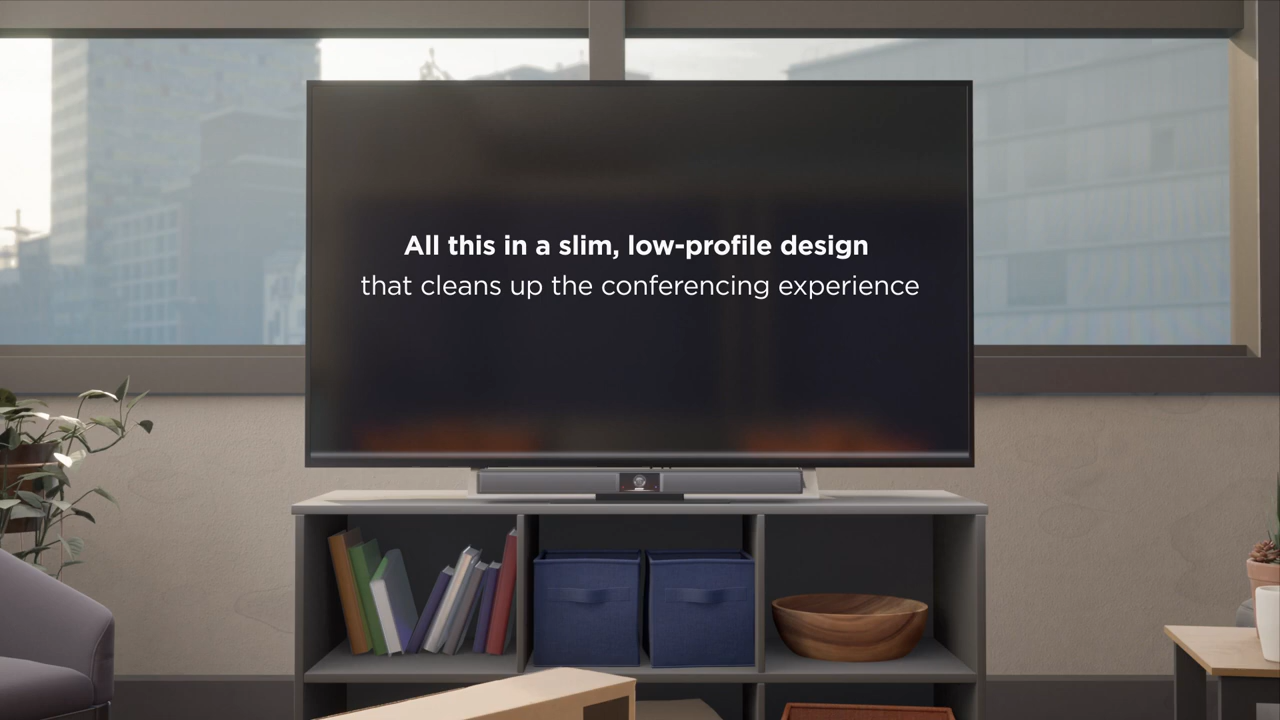 All this in a slim, low-profile design
that cleans up the conferencing experience